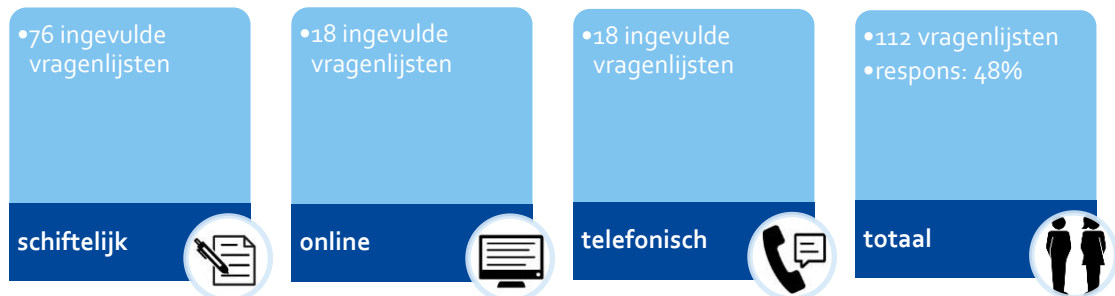 •76 ingevulde
vragenlijsten
schiftelijk
•18 ingevulde
vragenlijsten
online
•18 ingevulde
vragenlijsten
telefonisch
•112 vragenlijsten
•respons: 48%
totaal